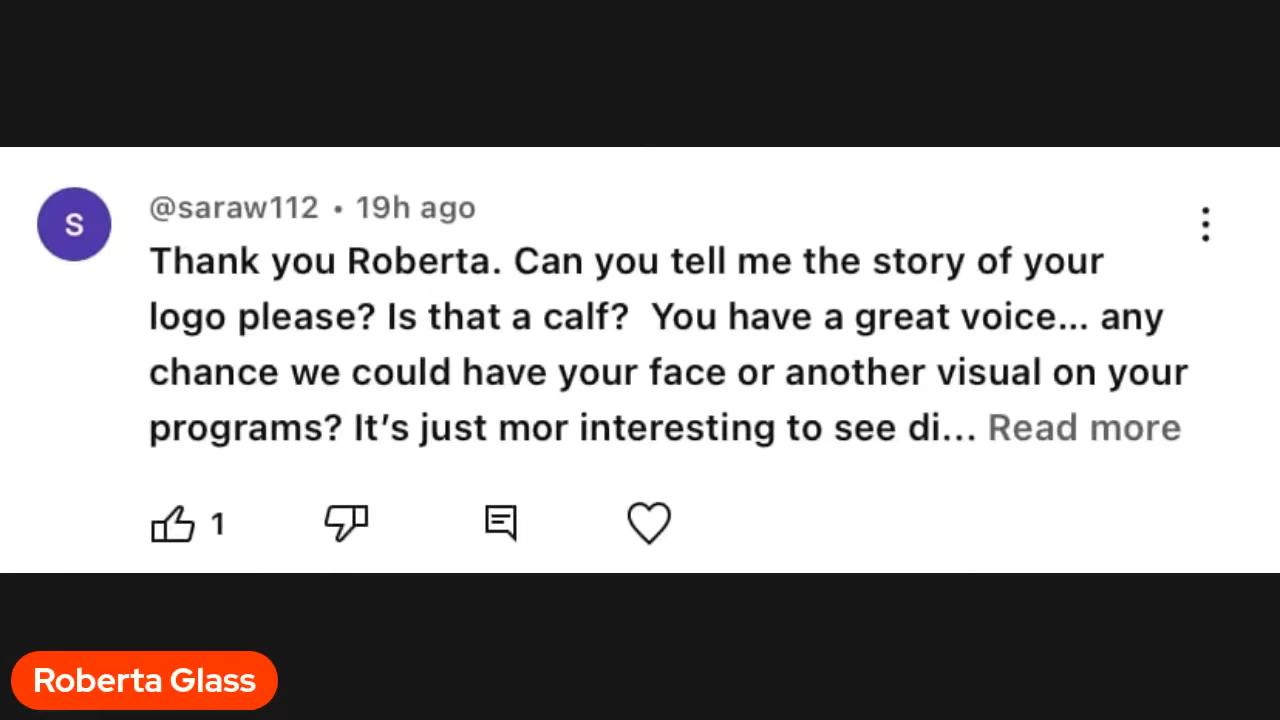 S
@saraw112 • 19h ago
Thank you Roberta. Can you tell me the story of your
logo please? Is that a calf?  You have a great voice... any
chance we could have your face or another visual on your
programs? It’s just mor interesting to see di... Read more
1
Roberta Glass